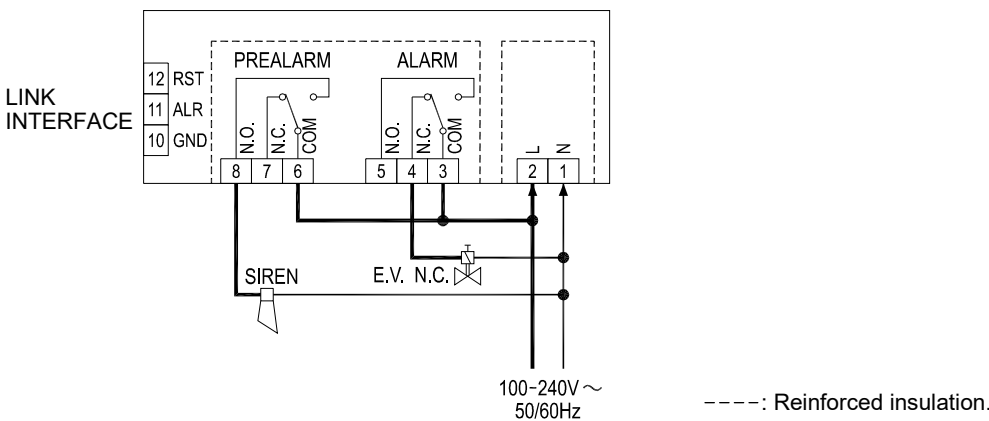 PREALARM
ALARM
LINK
INTERFACE
12 RST
11 ALR
10 GND
N.O.
N.C.
COM
N.O.
N.C.
COM
L
N
8 7 6
5 4 3
2 1
SIREN
E.V. N.C.
100-240V ~
50/60Hz
----: Reinforced insulation.